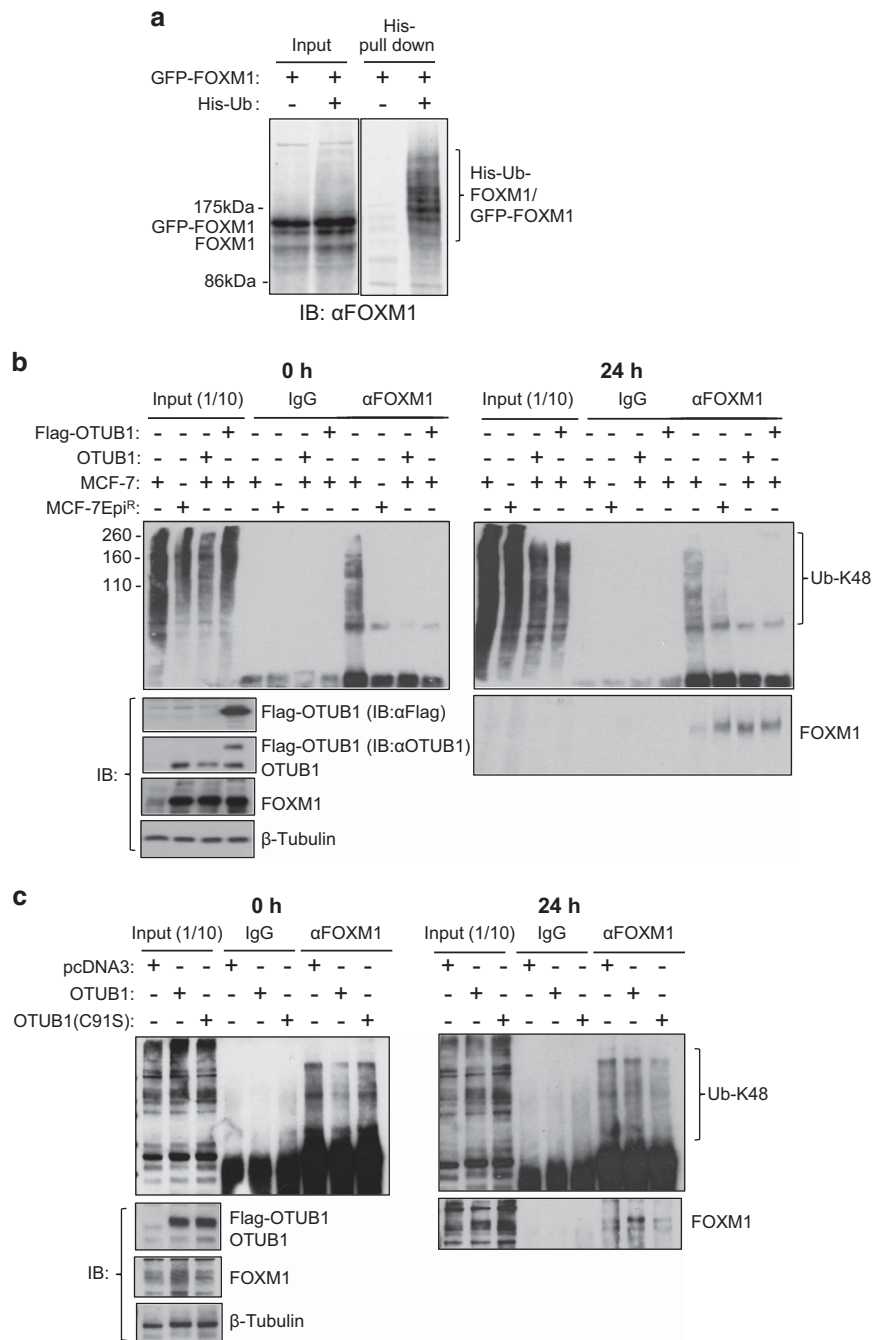 a
Input
His-
pull down
GFP-FOXM1: + + + +
His-Ub: - + - +
175kDa -
GFP-FOXM1
FOXM1
86kDa -
His-Ub-
FOXM1/
GFP-FOXM1
IB: αFOXM1
b
0 h 24 h
Input (1/10) IgG αFOXM1 Input (1/10) IgG αFOXM1
Flag-OTUB1: - - - + - - - + - - - + - - - + - - - + - - - +
OTUB1: - - + - - - + - - - + - - - + - - - + - - - + -
MCF-7: + - + + + - + + + - + + + - + + + - + + + - + +
MCF-7Epiᴿ: - + - - - + - - - + - - - + - - - + - - - + - -
260 -
160 -
110 -
Ub-K48
Flag-OTUB1 (IB:αFlag)
Flag-OTUB1 (IB:αOTUB1)
OTUB1
FOXM1
β-Tubulin
IB:
FOXM1
c
0 h 24 h
Input (1/10) IgG αFOXM1 Input (1/10) IgG αFOXM1
pcDNA3: + - - + - - + - - + - - + - - + - -
OTUB1: - + - - + - - + - - + - - + - - + -
OTUB1(C91S): - - + - - + - - + - - + - - + - - +
Ub-K48
Flag-OTUB1
OTUB1
FOXM1
β-Tubulin
IB:
FOXM1